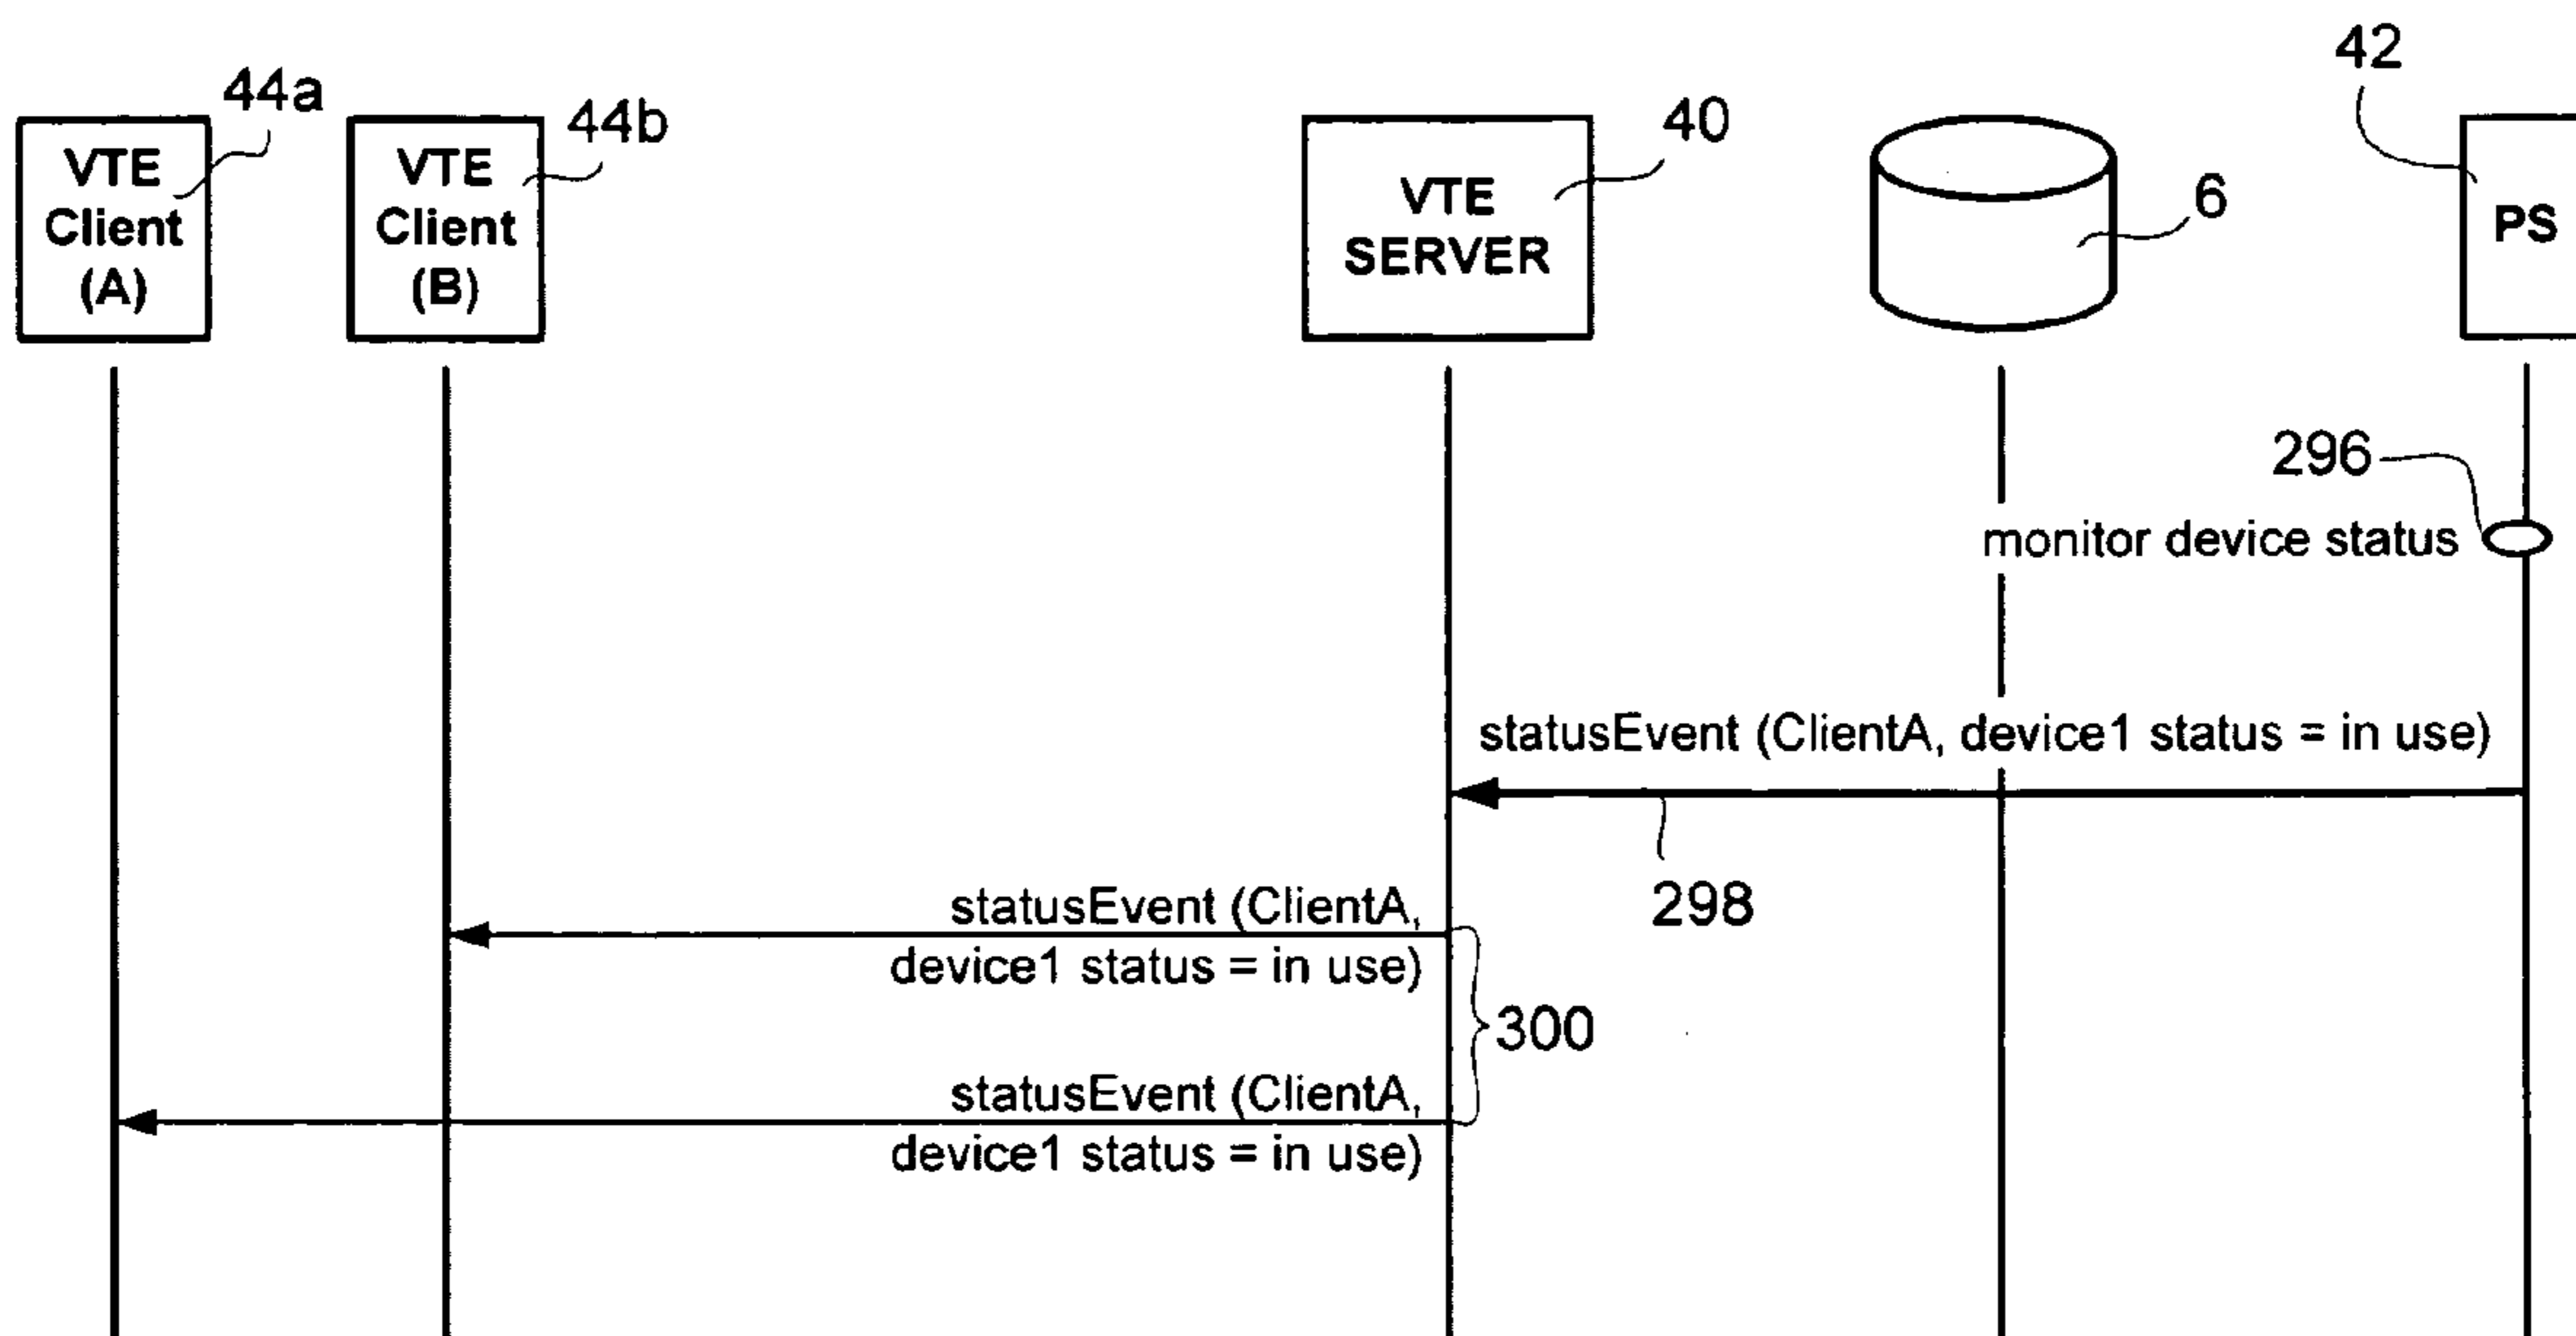 42
44a
44b
40
6
VTE
Client
(A)
VTE
Client
(B)
VTE
SERVER
PS
296
monitor device status
statusEvent (ClientA, device1 status = in use)
298
statusEvent (ClientA,
device1 status = in use)
300
statusEvent (ClientA,
device1 status = in use)